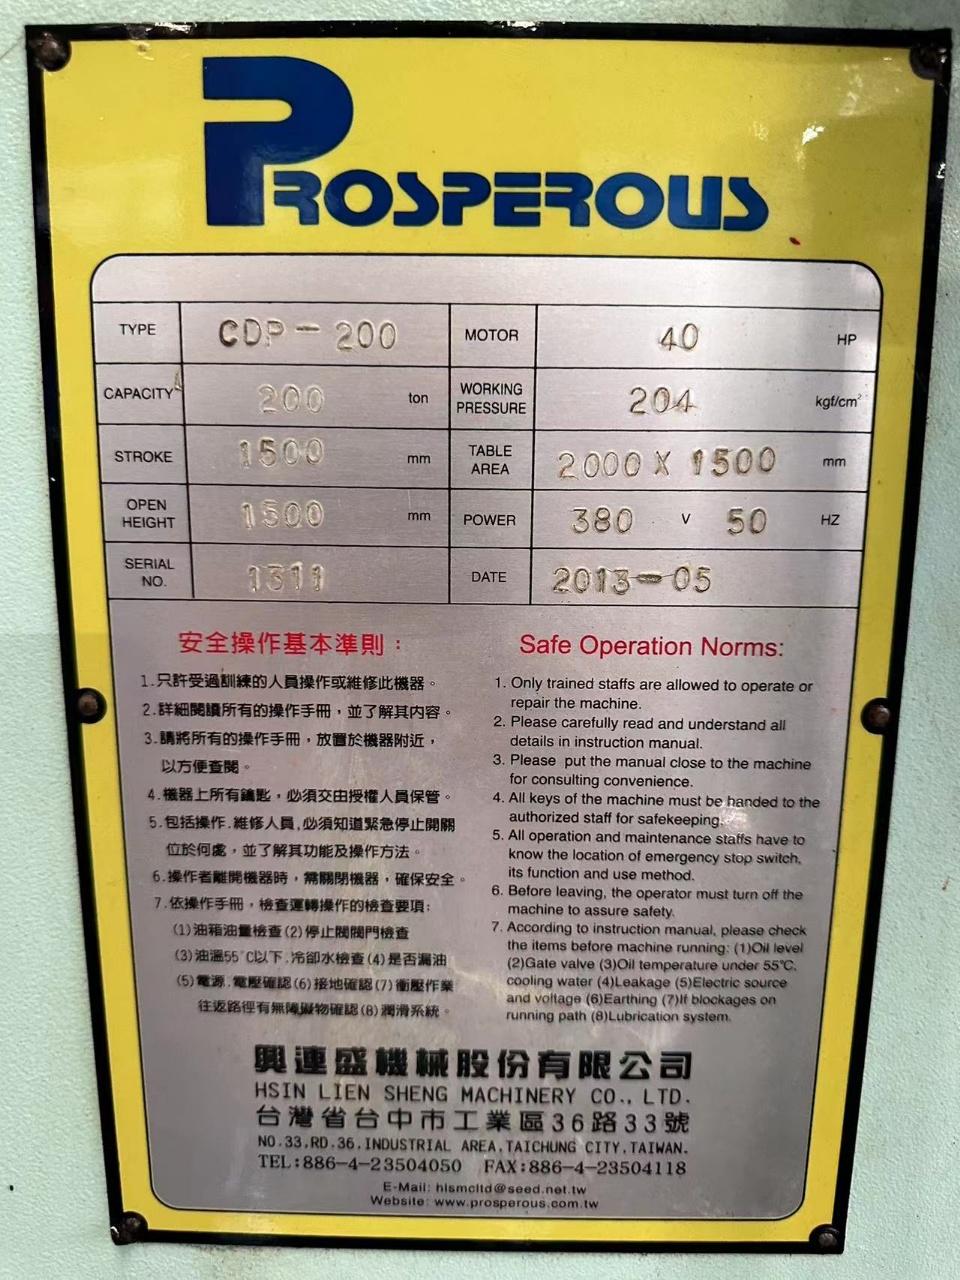 PROSPEROUS
TYPE CDP-200 MOTOR 40 HP
CAPACITY 200 ton WORKING PRESSURE 204 kgf/cm²
STROKE 1500 mm TABLE AREA 2000 X 1500 mm
OPEN HEIGHT 1500 mm POWER 380 V 50 HZ
SERIAL NO. 1311 DATE 2013-05
安全操作基本準則：
1.只許受過訓練的人員操作或維修此機器。
2.詳細閱讀所有的操作手冊，並了解其內容。
3.請將所有的操作手冊，放置於機器附近，
以方便查閱。
4.機器上所有鑰匙，必須交由授權人員保管。
5.包括操作.維修人員,必須知道緊急停止開關
位於何處，並了解其功能及操作方法。
6.操作者離開機器時，需關閉機器，確保安全。
7.依操作手冊，檢查運轉操作的檢查要項:
(1)油箱油量檢查(2)停止閥閥門檢查
(3)油溫55°C以下.冷卻水檢查(4)是否漏油
(5)電源.電壓確認(6)接地確認(7)衝壓作業
往返路徑有無障礙物確認(8)潤滑系統。
Safe Operation Norms:
1. Only trained staffs are allowed to operate or
repair the machine.
2. Please carefully read and understand all
details in instruction manual.
3. Please put the manual close to the machine
for consulting convenience.
4. All keys of the machine must be handed to the
authorized staff for safekeeping.
5. All operation and maintenance staffs have to
know the location of emergency stop switch,
its function and use method.
6. Before leaving, the operator must turn off the
machine to assure safety.
7. According to instruction manual, please check
the items before machine running: (1)Oil level
(2)Gate valve (3)Oil temperature under 55°C,
cooling water (4)Leakage (5)Electric source
and voltage (6)Earthing (7)If blockages on
running path (8)Lubrication system.
興連盛機械股份有限公司
HSIN LIEN SHENG MACHINERY CO., LTD.
台灣省台中市工業區36路33號
NO.33,RD.36.INDUSTRIAL AREA,TAICHUNG CITY,TAIWAN.
TEL:886-4-23504050 FAX:886-4-23504118
E-Mail: hlsmcltd@seed.net.tw
Website: www.prosperous.com.tw